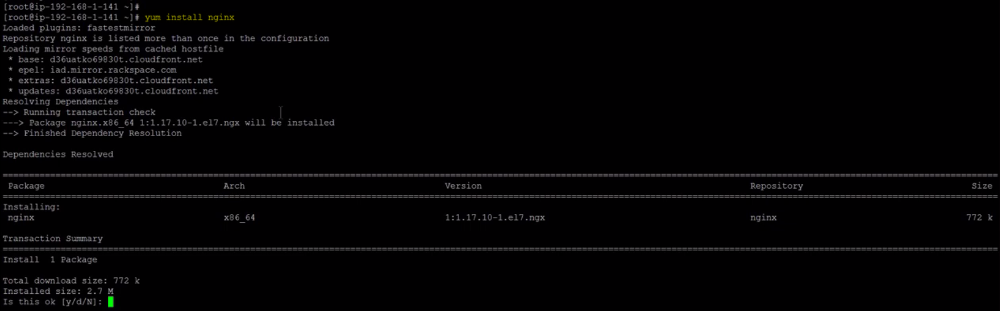 [root@ip-192-168-1-141 ~]#
[root@ip-192-168-1-141 ~]# yum install nginx
Loaded plugins: fastestmirror
Repository nginx is listed more than once in the configuration
Loading mirror speeds from cached hostfile
 * base: d36uatko69830t.cloudfront.net
 * epel: iad.mirror.rackspace.com
 * extras: d36uatko69830t.cloudfront.net
 * updates: d36uatko69830t.cloudfront.net
Resolving Dependencies
--> Running transaction check
---> Package nginx.x86_64 1:1.17.10-1.el7.ngx will be installed
--> Finished Dependency Resolution
Dependencies Resolved
Package Arch Version Repository Size
Installing:
nginx x86_64 1:1.17.10-1.el7.ngx nginx 772 k
Transaction Summary
Install 1 Package
Total download size: 772 k
Installed size: 2.7 M
Is this ok [y/d/N]: